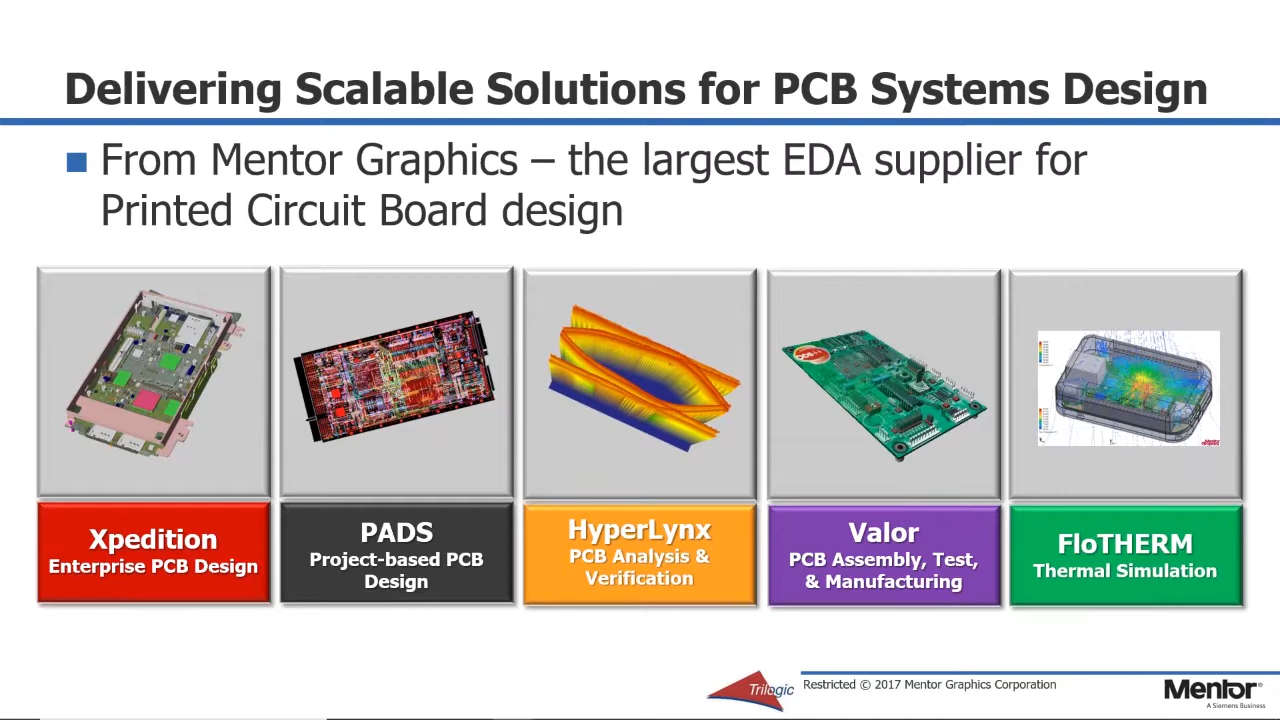 Delivering Scalable Solutions for PCB Systems Design
From Mentor Graphics – the largest EDA supplier for
Printed Circuit Board design
Xpedition
Enterprise PCB Design
PADS
Project-based PCB
Design
HyperLynx
PCB Analysis &
Verification
Valor
PCB Assembly, Test,
& Manufacturing
FloTHERM
Thermal Simulation
Trilogic
Restricted © 2017 Mentor Graphics Corporation
Mentor®
A Siemens Business